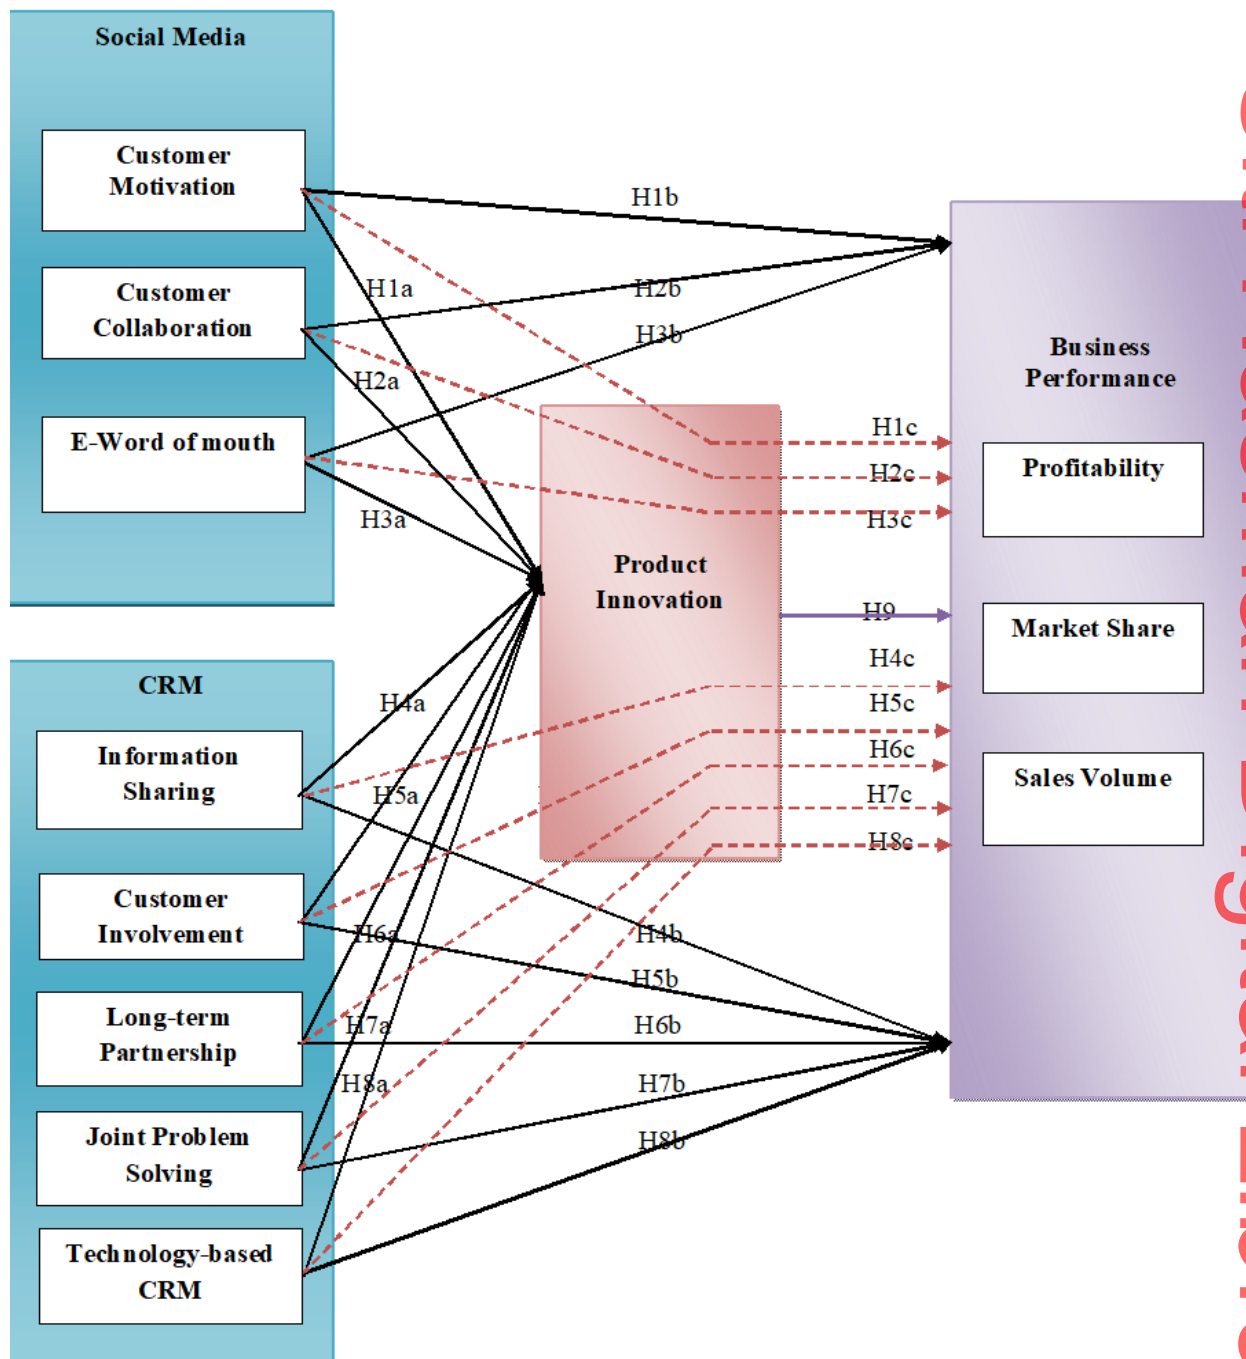 Social Media
Customer
Motivation
Customer
Collaboration
E-Word of mouth
CRM
Information
Sharing
Customer
Involvement
Long-term
Partnership
Joint Problem
Solving
Technology-based
CRM
H1a
H2a
H3a
H4a
H5a
H6a
H7a
H8a
H1b
H2b
H3b
Product
Innovation
H4b
H5b
H6b
H7b
H8b
H1c
H2c
H3c
H9
H4c
H5c
H6c
H7c
H8c
Business
Performance
Profitability
Market Share
Sales Volume